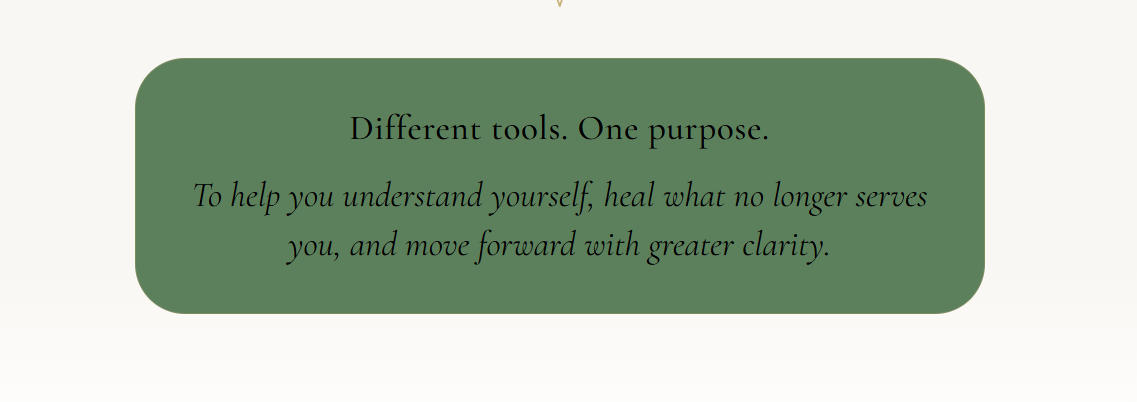 Different tools. One purpose.
To help you understand yourself, heal what no longer serves
you, and move forward with greater clarity.